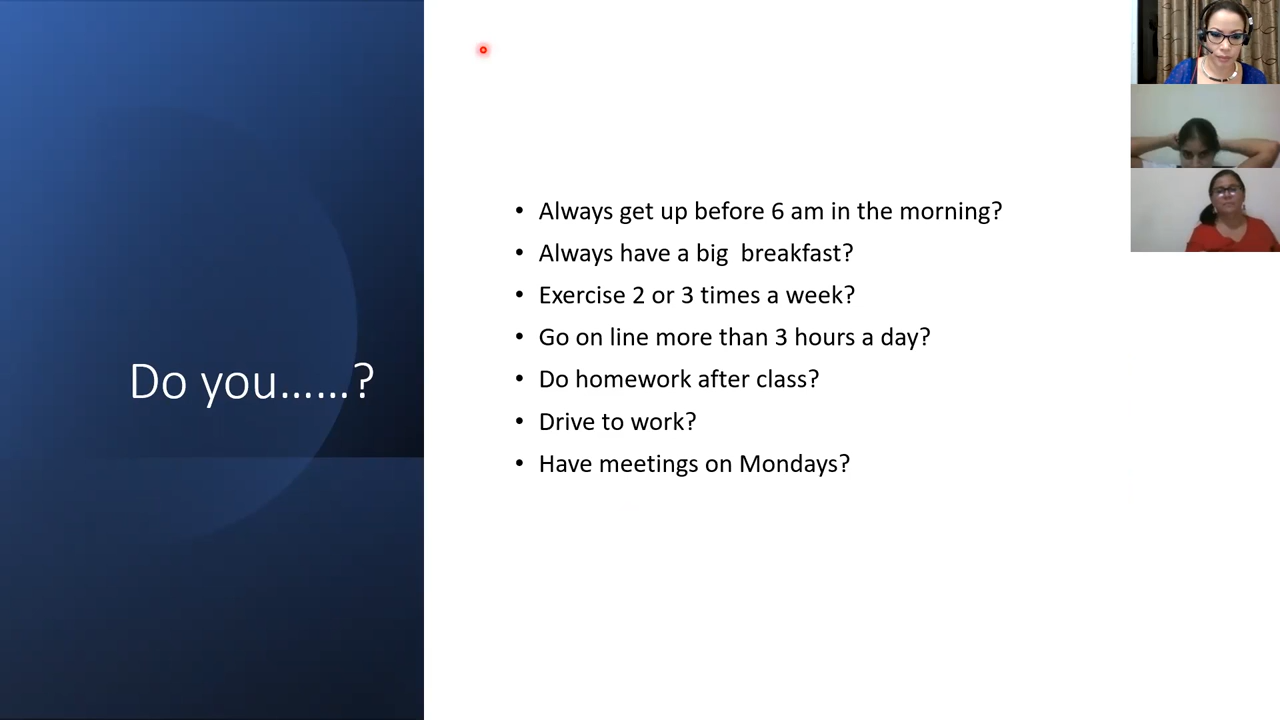 Do you……?
• Always get up before 6 am in the morning?
• Always have a big  breakfast?
• Exercise 2 or 3 times a week?
• Go on line more than 3 hours a day?
• Do homework after class?
• Drive to work?
• Have meetings on Mondays?